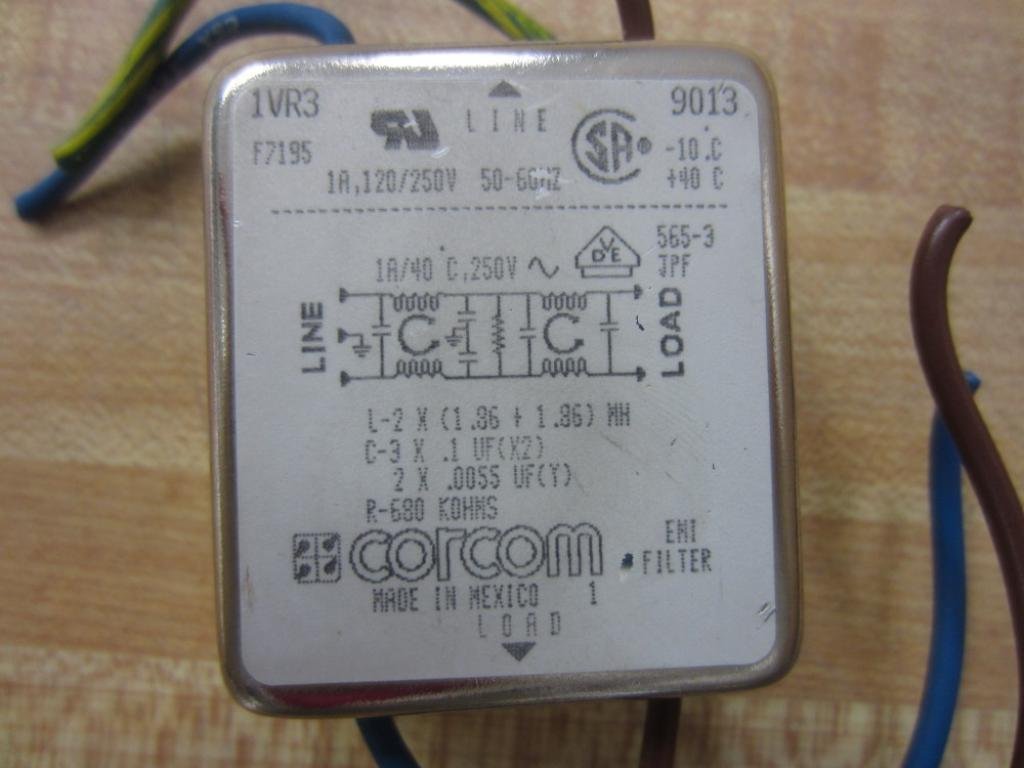 1VR3 LINE 9013
F7195 SA -10.C
1A,120/250V 50-60HZ +40 C
VDE 565-3
1A/40 C,250V JPF
LINE LOAD
L-2 X (1.86 + 1.86) MH
C-3 X .1 UF(X2)
2 X .0055 UF(Y)
R-680 KOHMS
corcom EMI
FILTER
MADE IN MEXICO 1
LOAD